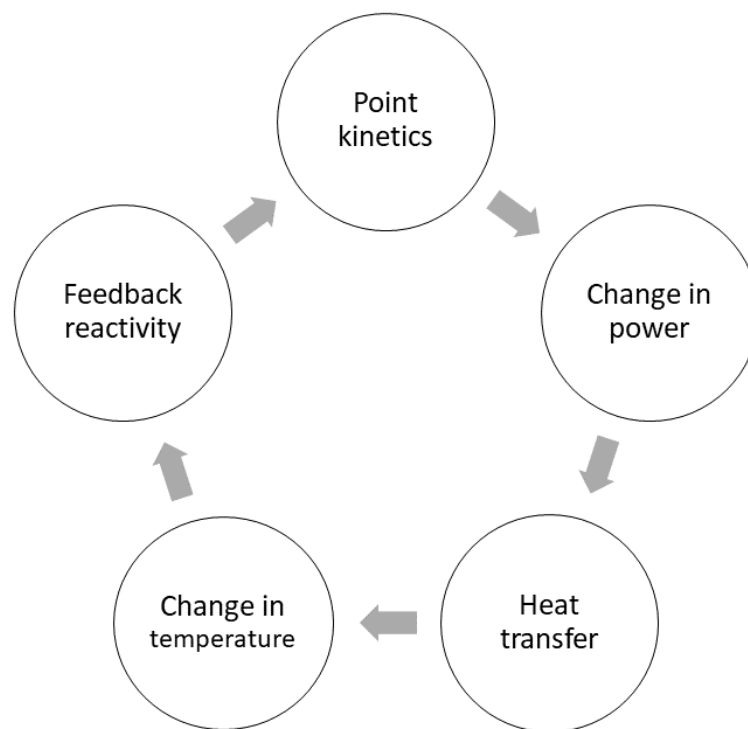 Point
kinetics
Change in
power
Heat
transfer
Change in
temperature
Feedback
reactivity